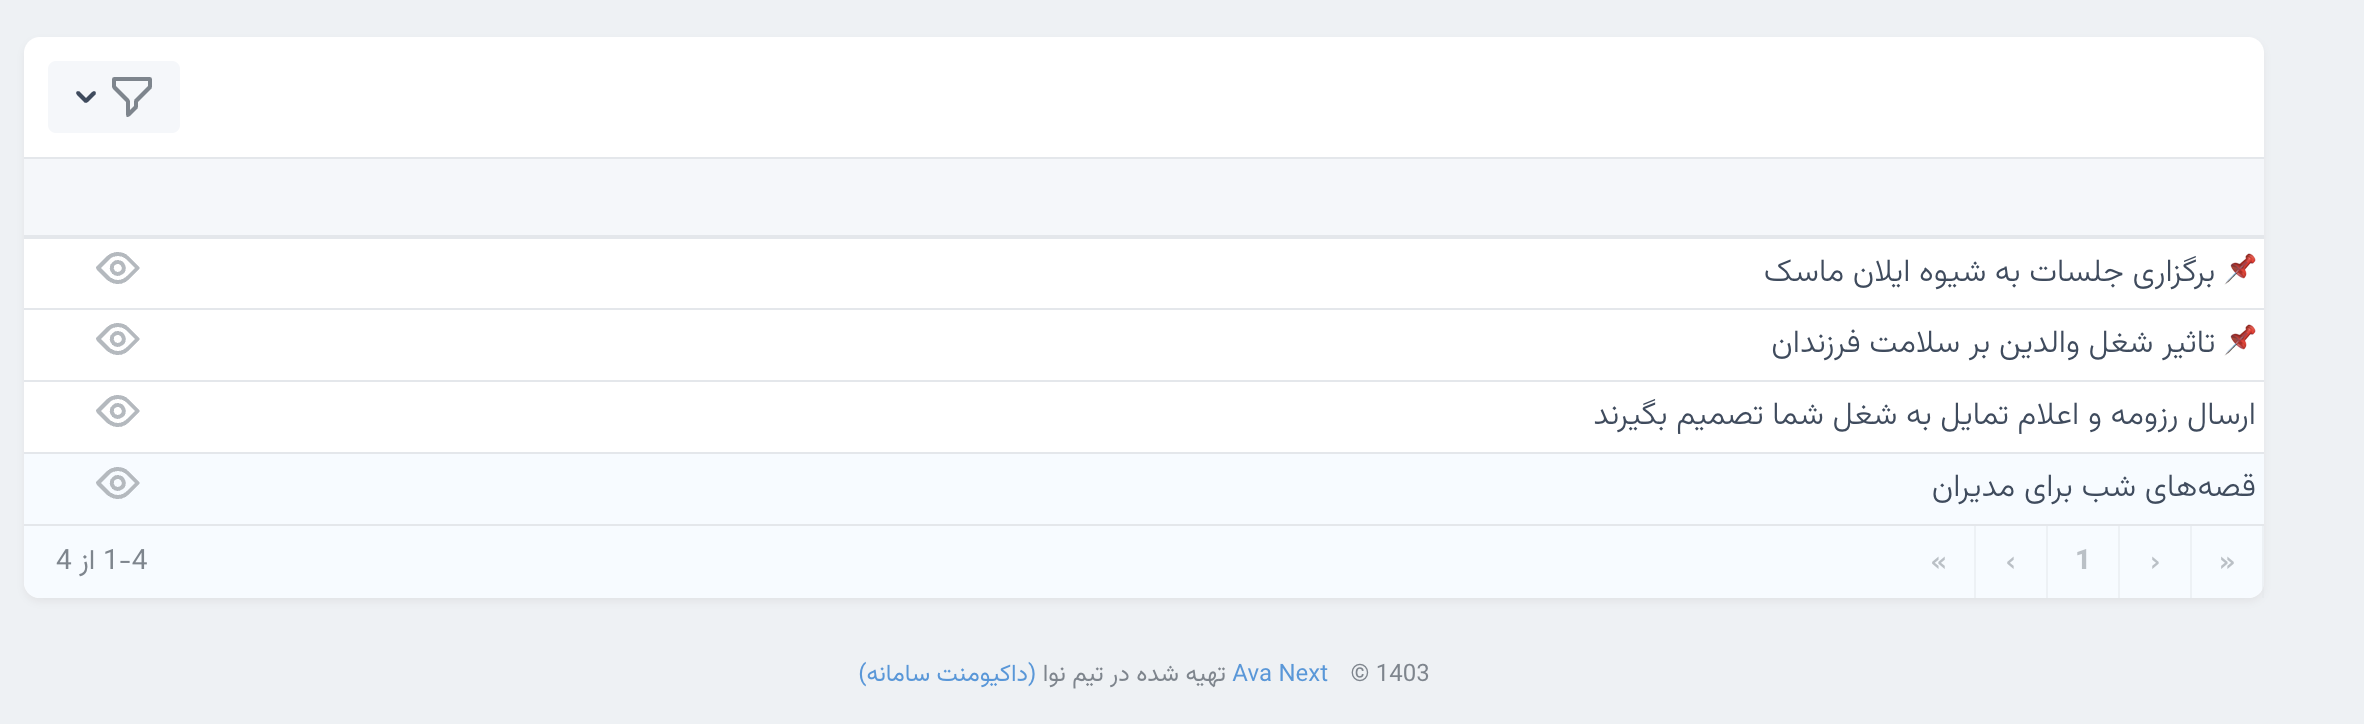 📌 برگزاری جلسات به شیوه ایلان ماسک
📌 تاثیر شغل والدین بر سلامت فرزندان
ارسال رزومه و اعلام تمایل به شغل شما تصمیم بگیرند
قصه‌های شب برای مدیران
« ‹ 1 › »
1-4 از 4
1403 © Ava Next تهیه شده در تیم نوا (داکیومنت سامانه)